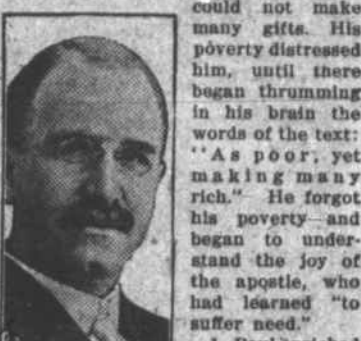 could not make
many gifts. His
poverty distressed
him, until there
began thrumming
in his brain the
words of the text:
"As poor, yet
making many
rich." He forgot
his poverty—and
began to under-
stand the joy of
the apostle, who
had learned "to
suffer need."